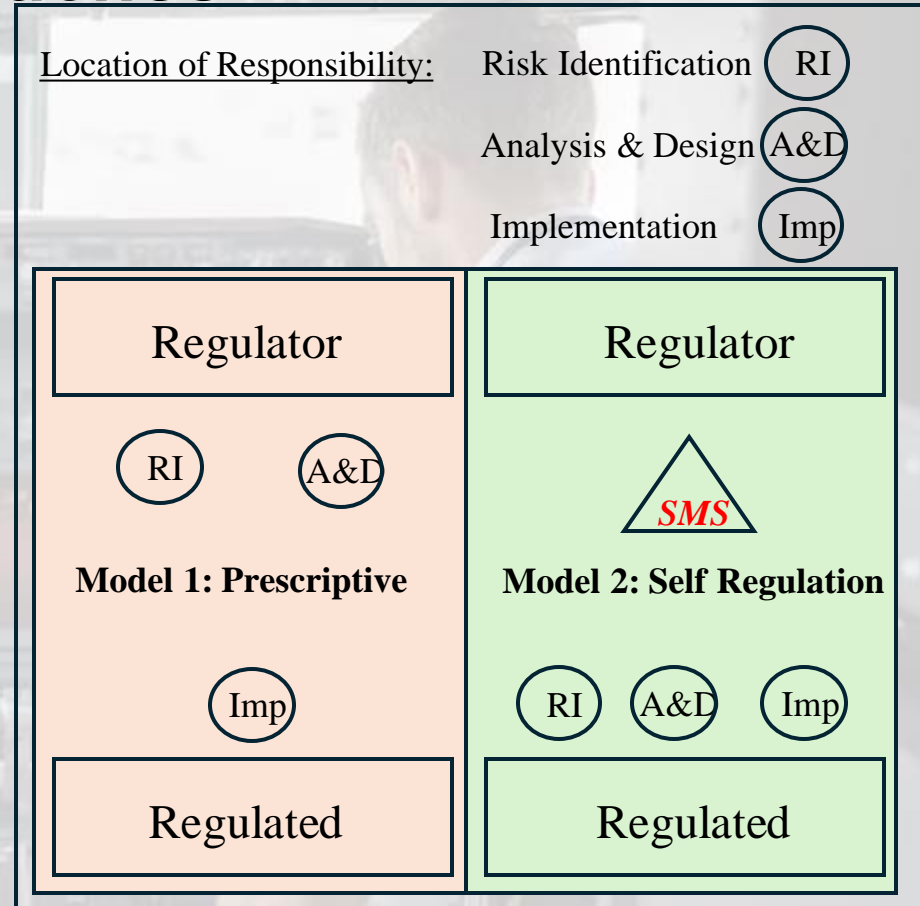 Location of Responsibility:
Risk Identification RI
Analysis & Design A&D
Implementation Imp
Regulator
RI A&D
Model 1: Prescriptive
Imp
Regulated
Regulator
SMS
Model 2: Self Regulation
RI A&D Imp
Regulated